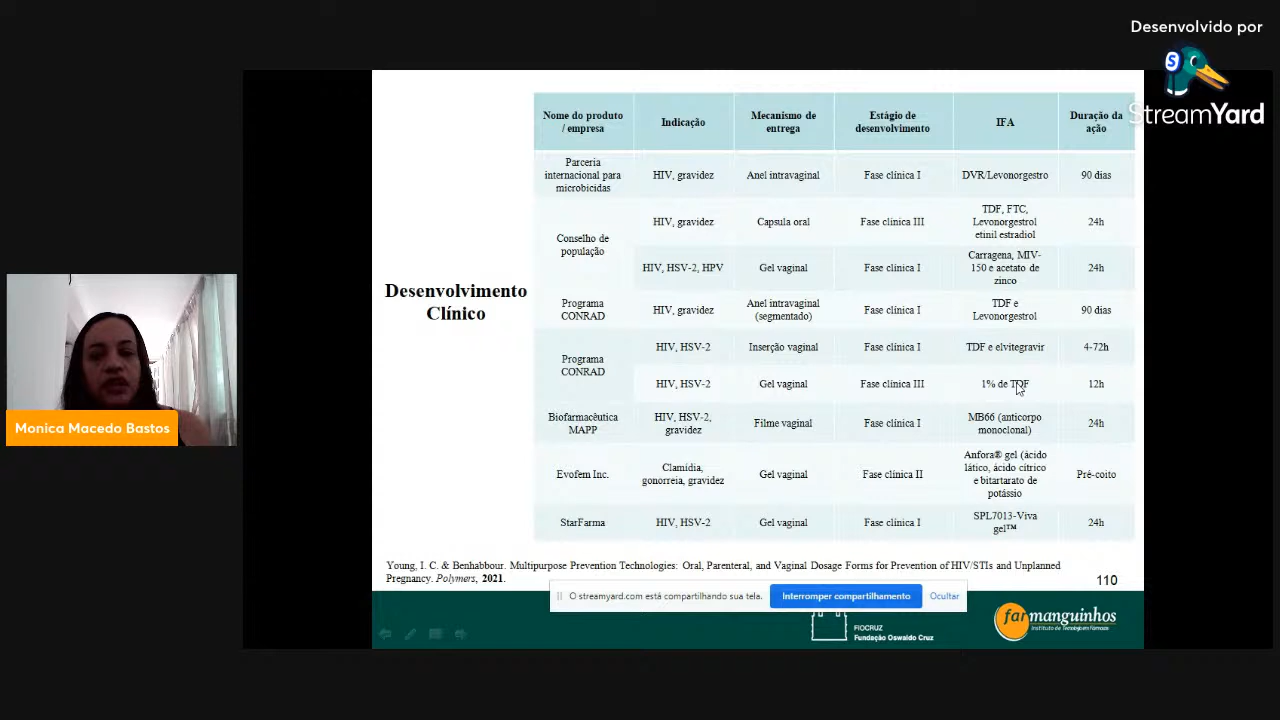 Desenvolvido por
StreamYard
Nome do produto
/ empresa
Indicação
Mecanismo de
entrega
Estágio de
desenvolvimento
IFA
Duração da
ação
Parceria
internacional para
microbicidas
HIV, gravidez
Anel intravaginal
Fase clínica I
DVR/Levonorgestro
90 dias
Conselho de
população
HIV, gravidez
Capsula oral
Fase clínica III
TDF, FTC,
Levonorgestrol
etinil estradiol
24h
HIV, HSV-2, HPV
Gel vaginal
Fase clínica I
Carragena, MIV-
150 e acetato de
zinco
24h
Desenvolvimento
Clínico
Programa
CONRAD
HIV, gravidez
Anel intravaginal
(segmentado)
Fase clínica I
TDF e
Levonorgestrol
90 dias
Programa
CONRAD
HIV, HSV-2
Inserção vaginal
Fase clínica I
TDF e elvitegravir
4-72h
HIV, HSV-2
Gel vaginal
Fase clínica III
1% de TDF
12h
Biofarmacêutica
MAPP
HIV, HSV-2,
gravidez
Filme vaginal
Fase clínica I
MB66 (anticorpo
monoclonal)
24h
Evofem Inc.
Clamídia,
gonorreia, gravidez
Gel vaginal
Fase clínica II
Anfora® gel (ácido
lático, ácido cítrico
e bitartarato de
potássio
Pré-coito
StarFarma
HIV, HSV-2
Gel vaginal
Fase clínica I
SPL7013-Viva
gel™
24h
Monica Macedo Bastos
Young, I. C. & Benhabbour. Multipurpose Prevention Technologies: Oral, Parenteral, and Vaginal Dosage Forms for Prevention of HIV/STIs and Unplanned
Pregnancy. Polymers, 2021.
110
O streamyard.com está compartilhando sua tela.
Interromper compartilhamento
Ocultar
FIOCRUZ
Fundação Oswaldo Cruz
farmanguinhos
Instituto de Tecnologia em Fármacos